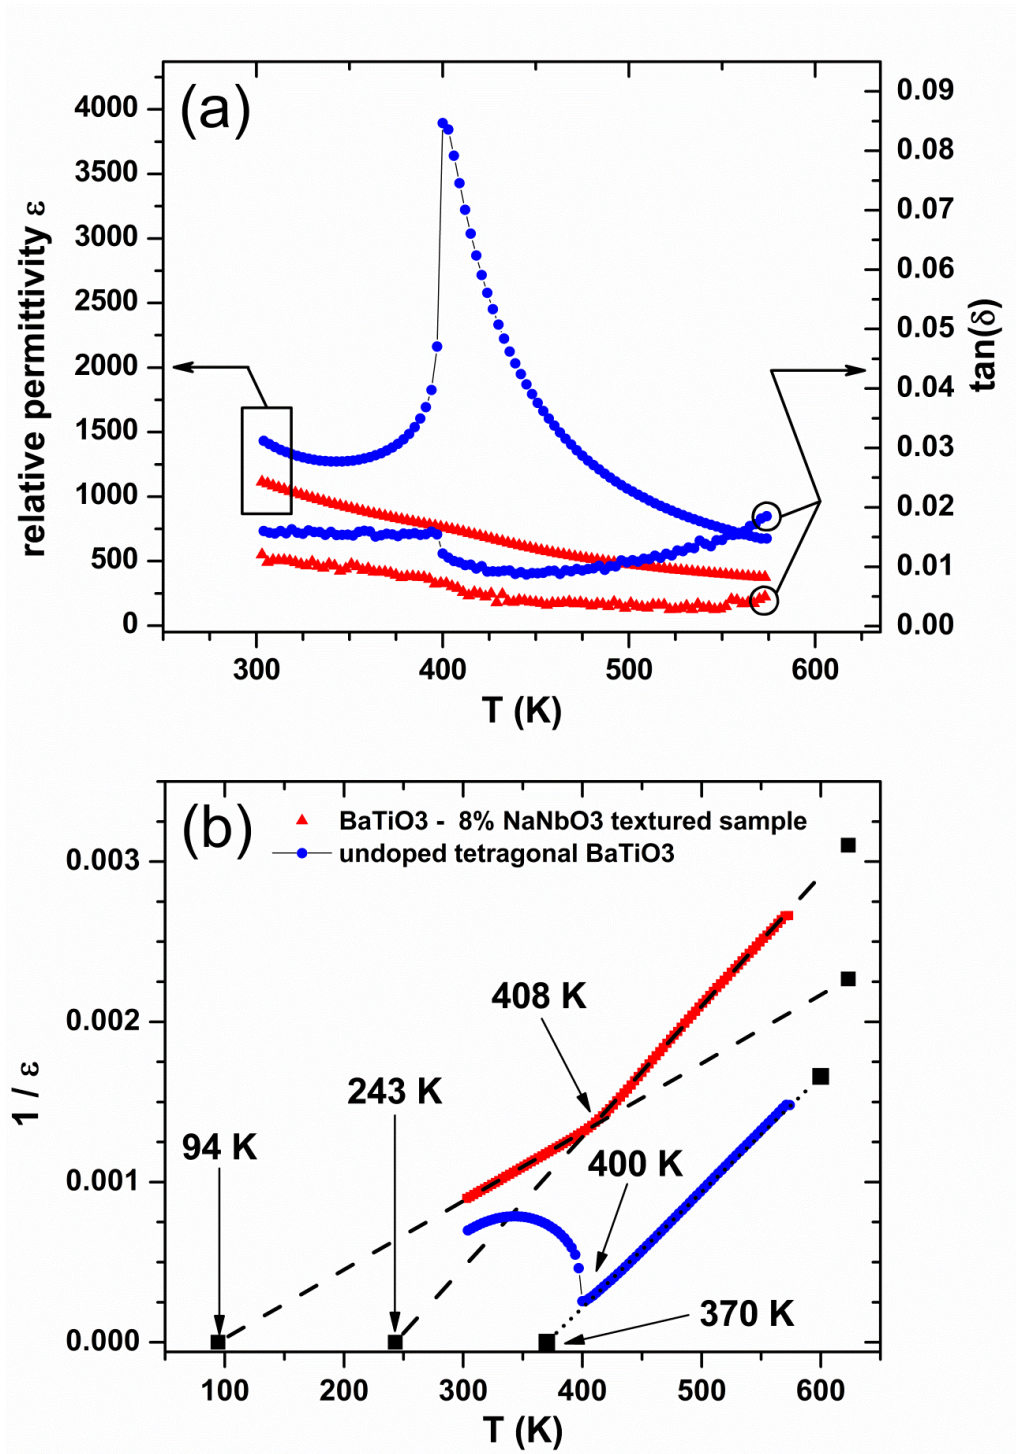 (a)
4000
3500
3000
2500
2000
1500
1000
500
0
relative permittivity ε
0.09
0.08
0.07
0.06
0.05
0.04
0.03
0.02
0.01
0.00
tan(δ)
300 400 500 600
T (K)
(b)
BaTiO3 - 8% NaNbO3 textured sample
undoped tetragonal BaTiO3
0.003
0.002
0.001
0.000
1 / ε
408 K
243 K
94 K
400 K
370 K
100 200 300 400 500 600
T (K)